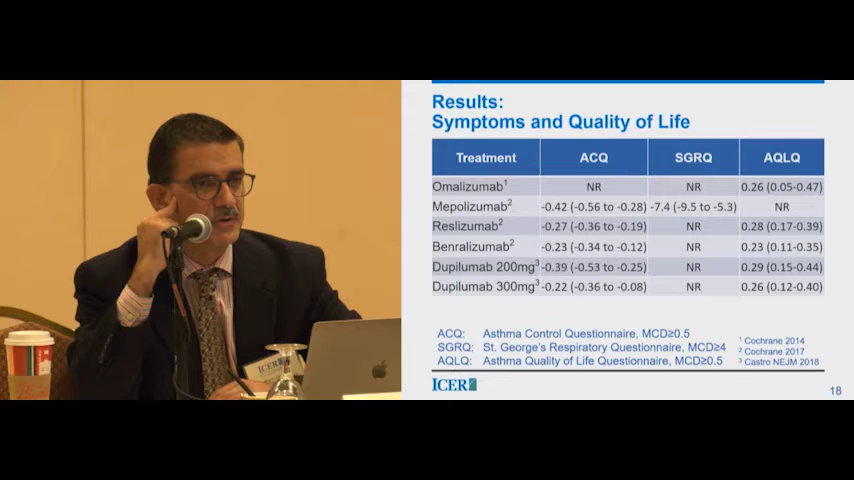 Results:
Symptoms and Quality of Life
Treatment ACQ SGRQ AQLQ
Omalizumab1 NR NR 0.26 (0.05-0.47)
Mepolizumab2 -0.42 (-0.56 to -0.28) -7.4 (-9.5 to -5.3) NR
Reslizumab2 -0.27 (-0.36 to -0.19) NR 0.28 (0.17-0.39)
Benralizumab2 -0.23 (-0.34 to -0.12) NR 0.23 (0.11-0.35)
Dupilumab 200mg3 -0.39 (-0.53 to -0.25) NR 0.29 (0.15-0.44)
Dupilumab 300mg3 -0.22 (-0.36 to -0.08) NR 0.26 (0.12-0.40)
ACQ: Asthma Control Questionnaire, MCD≥0.5
SGRQ: St. George's Respiratory Questionnaire, MCD≥4
AQLQ: Asthma Quality of Life Questionnaire, MCD≥0.5
1 Cochrane 2014
2 Cochrane 2017
3 Castro NEJM 2018
ICER
18
ICER